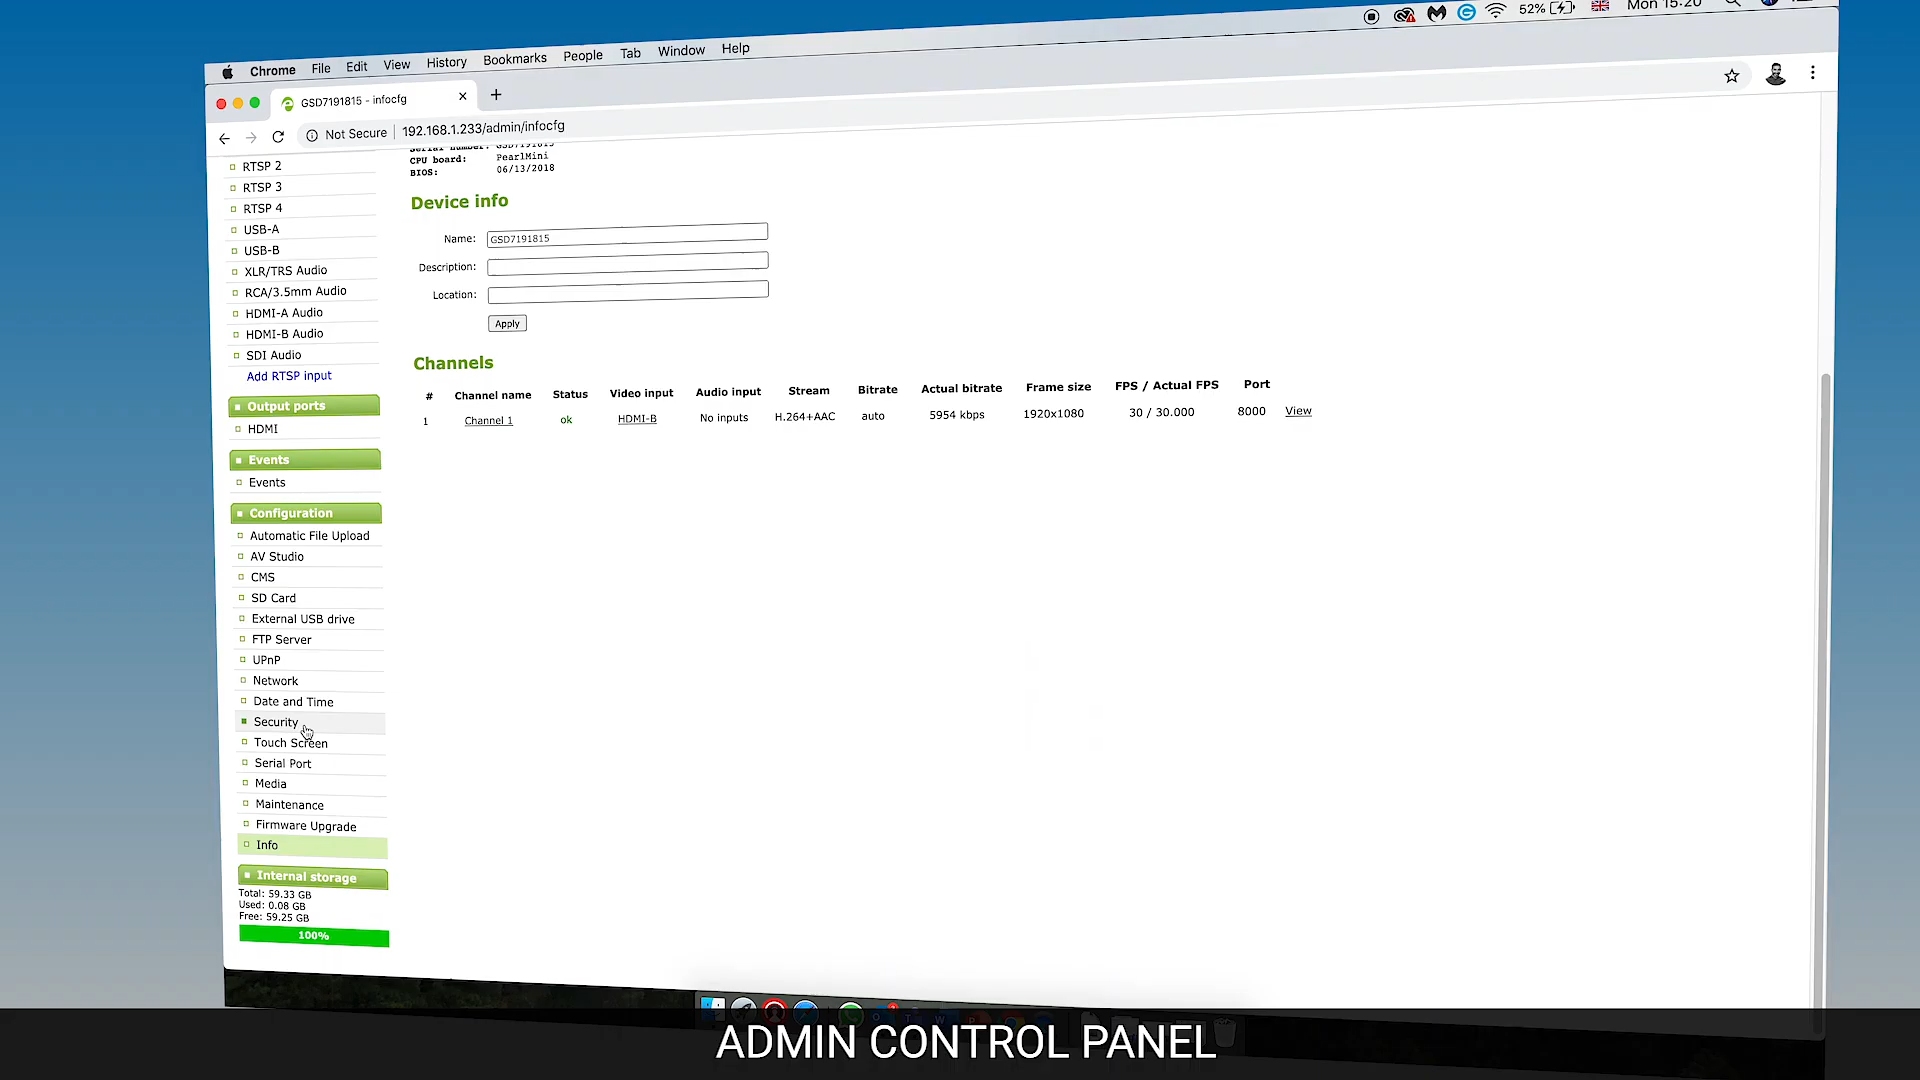 Chrome File Edit View History Bookmarks People Tab Window Help
52% Mon 15:20
GSD7191815 - infocfg
Not Secure 192.168.1.233/admin/infocfg
Serial number: GSD7191815
CPU board: PearlMini
BIOS: 06/13/2018
RTSP 2
RTSP 3
RTSP 4
USB-A
USB-B
XLR/TRS Audio
RCA/3.5mm Audio
HDMI-A Audio
HDMI-B Audio
SDI Audio
Add RTSP input
Output ports
HDMI
Events
Events
Configuration
Automatic File Upload
AV Studio
CMS
SD Card
External USB drive
FTP Server
UPnP
Network
Date and Time
Security
Touch Screen
Serial Port
Media
Maintenance
Firmware Upgrade
Info
Internal storage
Total: 59.33 GB
Used: 0.08 GB
Free: 59.25 GB
100%
Device info
Name: GSD7191815
Description:
Location:
Apply
Channels
# Channel name Status Video input Audio input Stream Bitrate Actual bitrate Frame size FPS / Actual FPS Port
1 Channel 1 ok HDMI-B No inputs H.264+AAC auto 5954 kbps 1920x1080 30 / 30.000 8000 View
ADMIN CONTROL PANEL